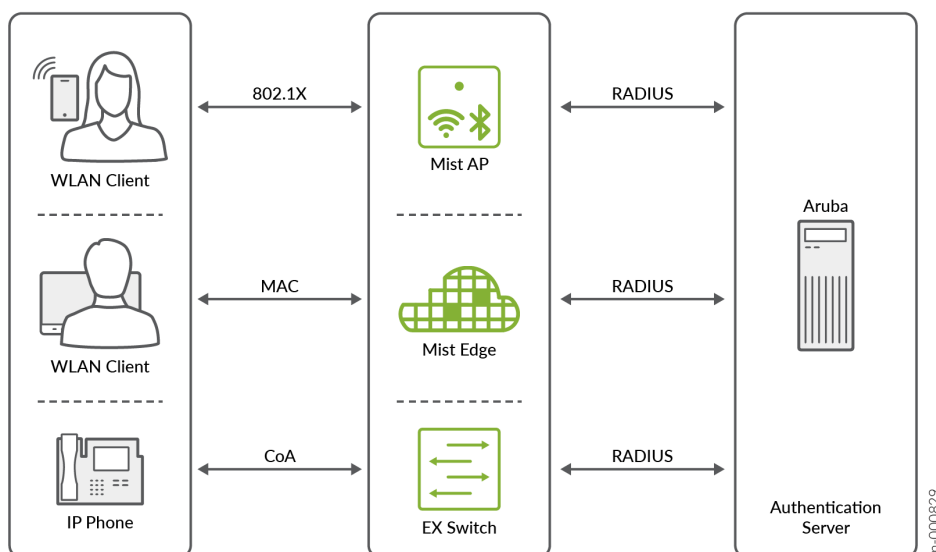 802.1X
RADIUS
Mist AP
WLAN Client
Aruba
MAC
RADIUS
Mist Edge
WLAN Client
CoA
RADIUS
IP Phone
EX Switch
Authentication
Server